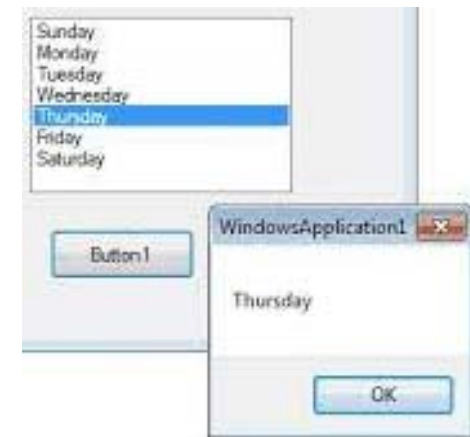 Sunday
Monday
Tuesday
Wednesday
Thursday
Friday
Saturday
Button1
WindowsApplication1
Thursday
OK